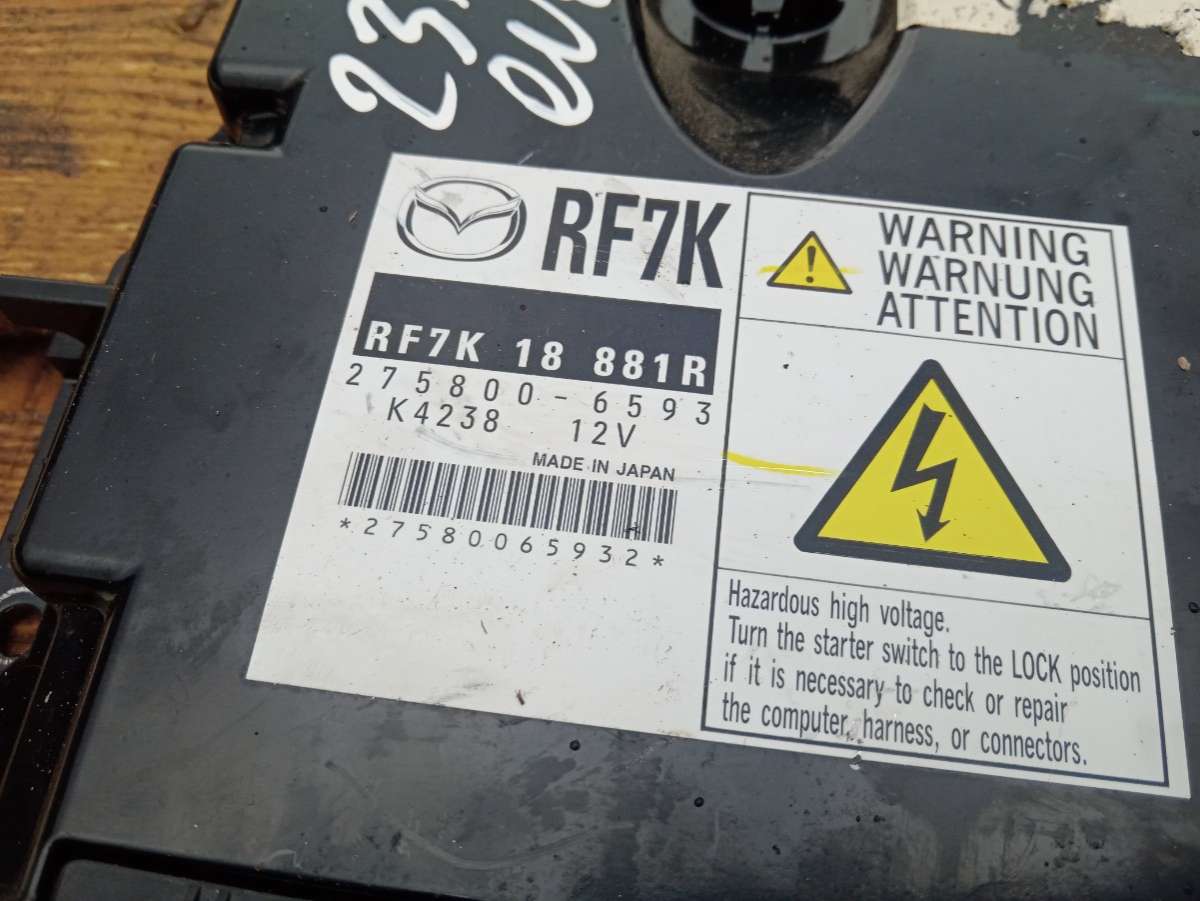 RF7K
RF7K 18 881R
275800-6593
K4238 12V
MADE IN JAPAN
*27580065932*
WARNING
WARNUNG
ATTENTION
Hazardous high voltage.
Turn the starter switch to the LOCK position
if it is necessary to check or repair
the computer, harness, or connectors.